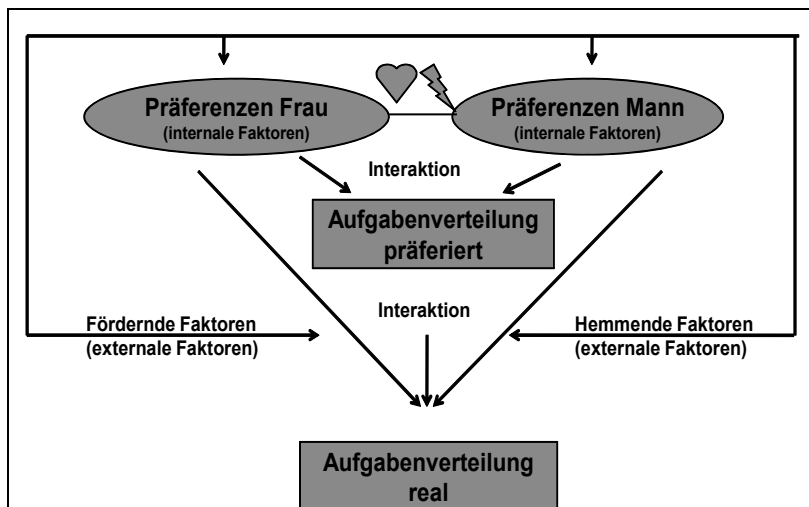 Präferenzen Frau
(internale Faktoren)
Präferenzen Mann
(internale Faktoren)
Interaktion
Aufgabenverteilung
präferiert
Interaktion
Fördernde Faktoren
(externale Faktoren)
Hemmende Faktoren
(externale Faktoren)
Aufgabenverteilung
real